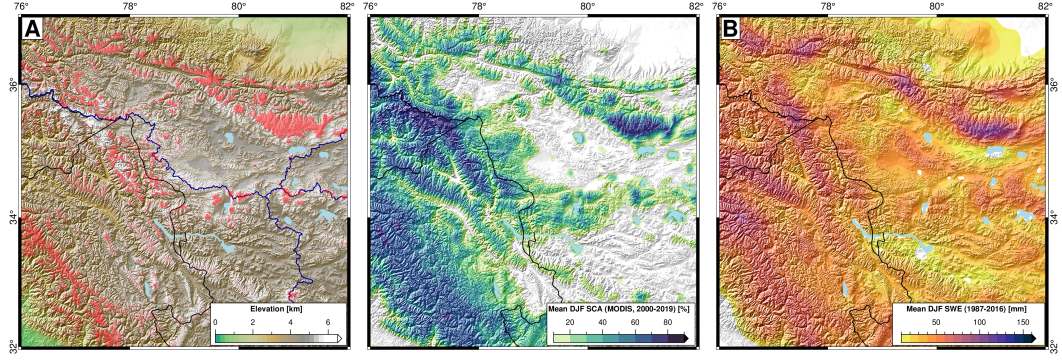 76° 78° 80° 82° 76° 78° 80° 82° 76° 78° 80° 82°
A
B
36° 36°
34° 34°
32° 32°
Elevation [km]
0 2 4 6
Mean DJF SCA (MODIS, 2000-2019) [%]
20 40 60 80
Mean DJF SWE (1987-2016) [mm]
50 100 150